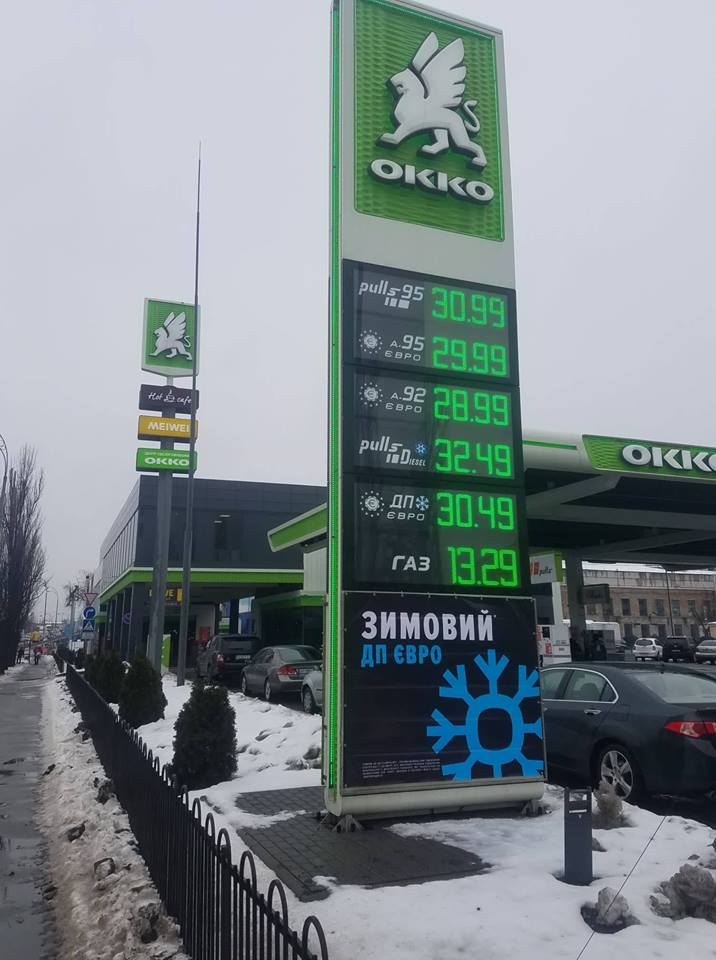 OKKO
pulls 95 30.99
А.95 ЄВРО 29.99
А.92 ЄВРО 28.99
pulls Diesel 32.49
ДП ЄВРО 30.49
ГАЗ 13.29
ЗИМОВИЙ
ДП ЄВРО
Hot cafe
MEIWEI
OKKO
OKKO
pulls